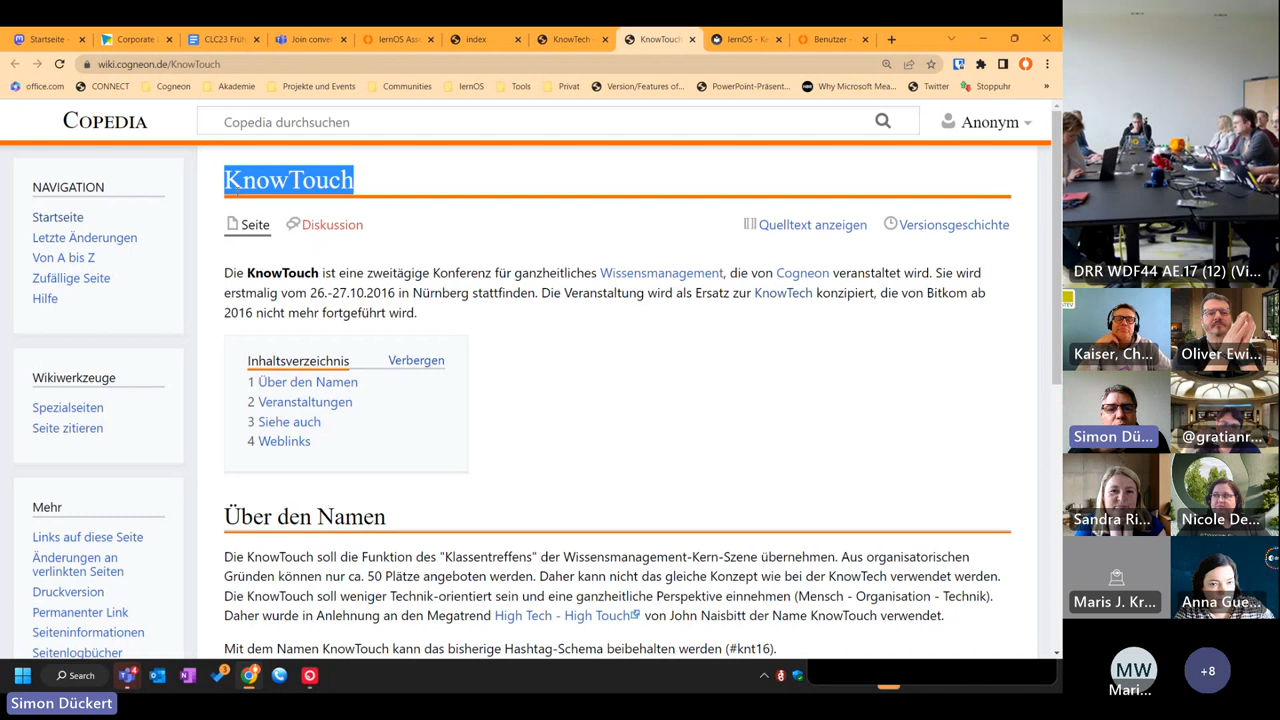 Startseite -
Corporate
CLC23 Früh
Join conve
lernOS Ass
index
KnowTech -
KnowTouch
lernOS - Ke
Benutzer -
wiki.cogneon.de/KnowTouch
office.com
CONNECT
Cogneon
Akademie
Projekte und Events
Communities
lernOS
Tools
Privat
Version/Features of...
PowerPoint-Präsent...
Why Microsoft Mea...
Twitter
Stoppuhr
»
COPEDIA
Copedia durchsuchen
Anonym
NAVIGATION
Startseite
Letzte Änderungen
Von A bis Z
Zufällige Seite
Hilfe
Wikiwerkzeuge
Spezialseiten
Seite zitieren
Mehr
Links auf diese Seite
Änderungen an
verlinkten Seiten
Druckversion
Permanenter Link
Seiteninformationen
Seitenlogbücher
KnowTouch
Seite
Diskussion
Quelltext anzeigen
Versionsgeschichte
Die KnowTouch ist eine zweitägige Konferenz für ganzheitliches Wissensmanagement, die von Cogneon veranstaltet wird. Sie wird
erstmalig vom 26.-27.10.2016 in Nürnberg stattfinden. Die Veranstaltung wird als Ersatz zur KnowTech konzipiert, die von Bitkom ab
2016 nicht mehr fortgeführt wird.
Inhaltsverzeichnis Verbergen
1 Über den Namen
2 Veranstaltungen
3 Siehe auch
4 Weblinks
Über den Namen
Die KnowTouch soll die Funktion des "Klassentreffens" der Wissensmanagement-Kern-Szene übernehmen. Aus organisatorischen
Gründen können nur ca. 50 Plätze angeboten werden. Daher kann nicht das gleiche Konzept wie bei der KnowTech verwendet werden.
Die KnowTouch soll weniger Technik-orientiert sein und eine ganzheitliche Perspektive einnehmen (Mensch - Organisation - Technik).
Daher wurde in Anlehnung an den Megatrend High Tech - High Touch von John Naisbitt der Name KnowTouch verwendet.
Mit dem Namen KnowTouch kann das bisherige Hashtag-Schema beibehalten werden (#knt16).
Search
Simon Dückert
DRR WDF44 AE.17 (12) (Vi...
Kaiser, Ch...
Oliver Ewi...
Simon Dü...
@gratianr...
Sandra Ri...
Nicole De...
Maris J. Kr...
Anna Gue...
MW
Mari...
+8